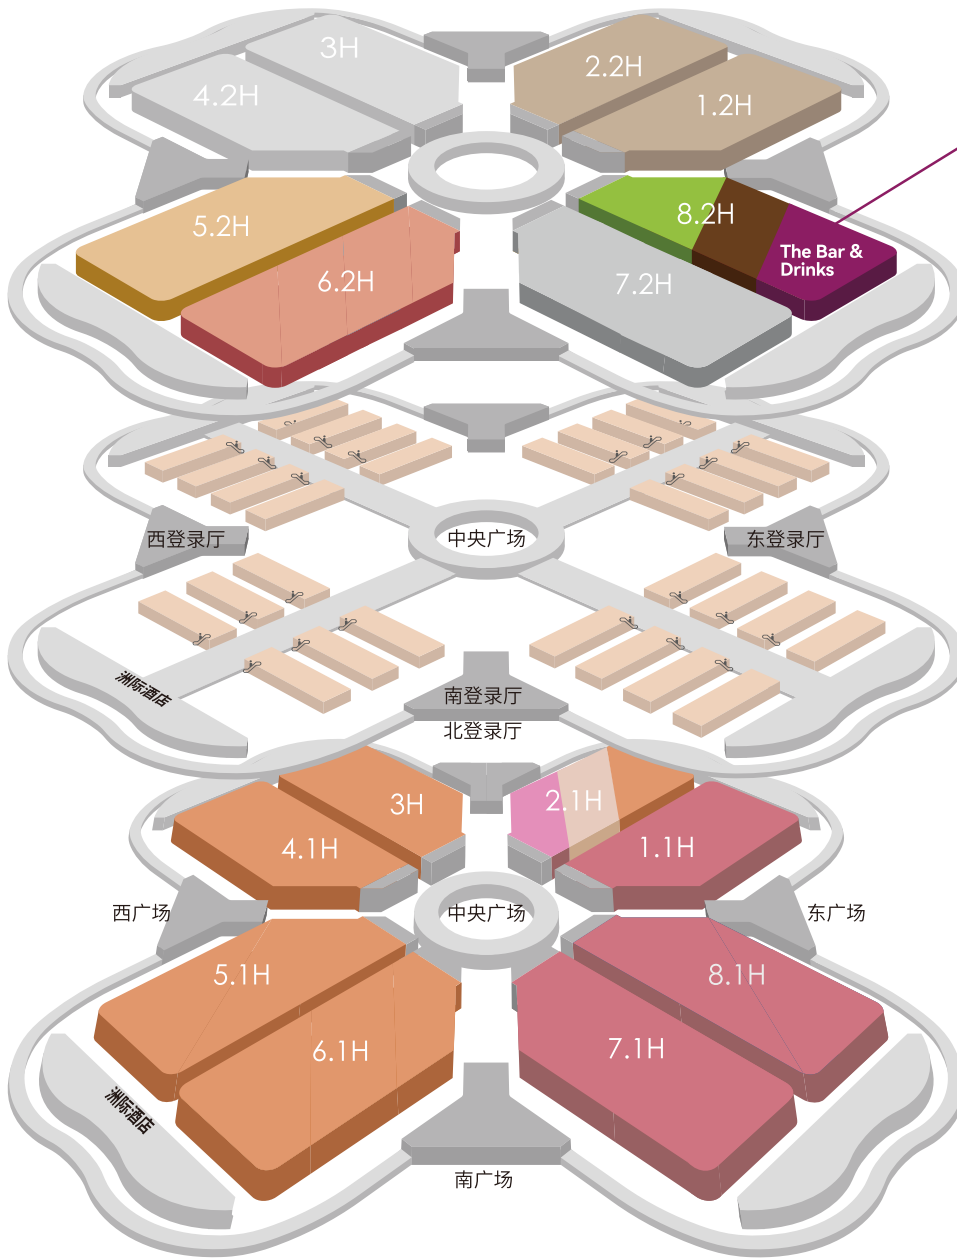 3H
2.2H
4.2H
1.2H
5.2H
8.2H
The Bar &
Drinks
6.2H
7.2H
西登录厅
中央广场
东登录厅
洲际酒店
南登录厅
北登录厅
3H
2.1H
4.1H
1.1H
西广场
中央广场
东广场
5.1H
8.1H
6.1H
7.1H
洲际酒店
南广场